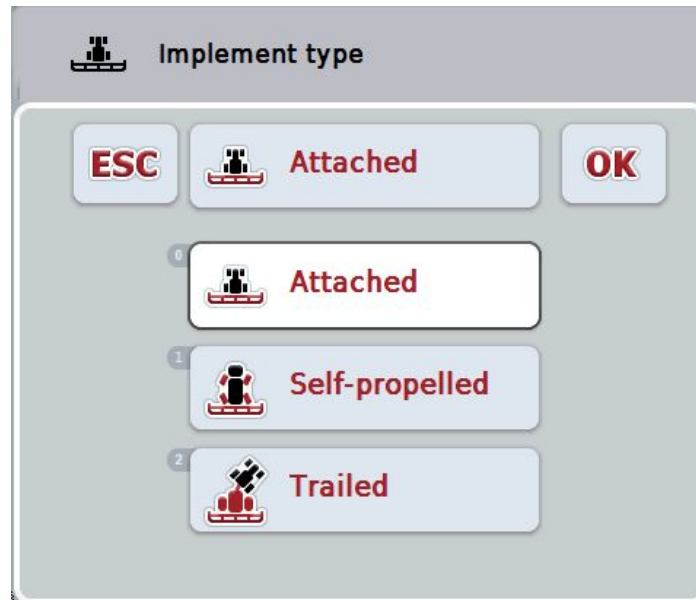 Implement type
ESC Attached OK
0 Attached
1 Self-propelled
2 Trailed